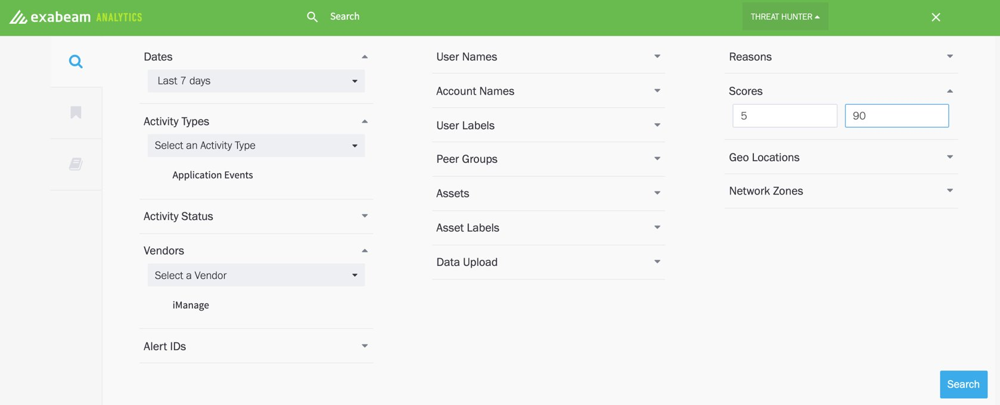 exabeam ANALYTICS
Search
THREAT HUNTER
Dates
Last 7 days
Activity Types
Select an Activity Type
Application Events
Activity Status
Vendors
Select a Vendor
iManage
Alert IDs
User Names
Account Names
User Labels
Peer Groups
Assets
Asset Labels
Data Upload
Reasons
Scores
5 90
Geo Locations
Network Zones
Search